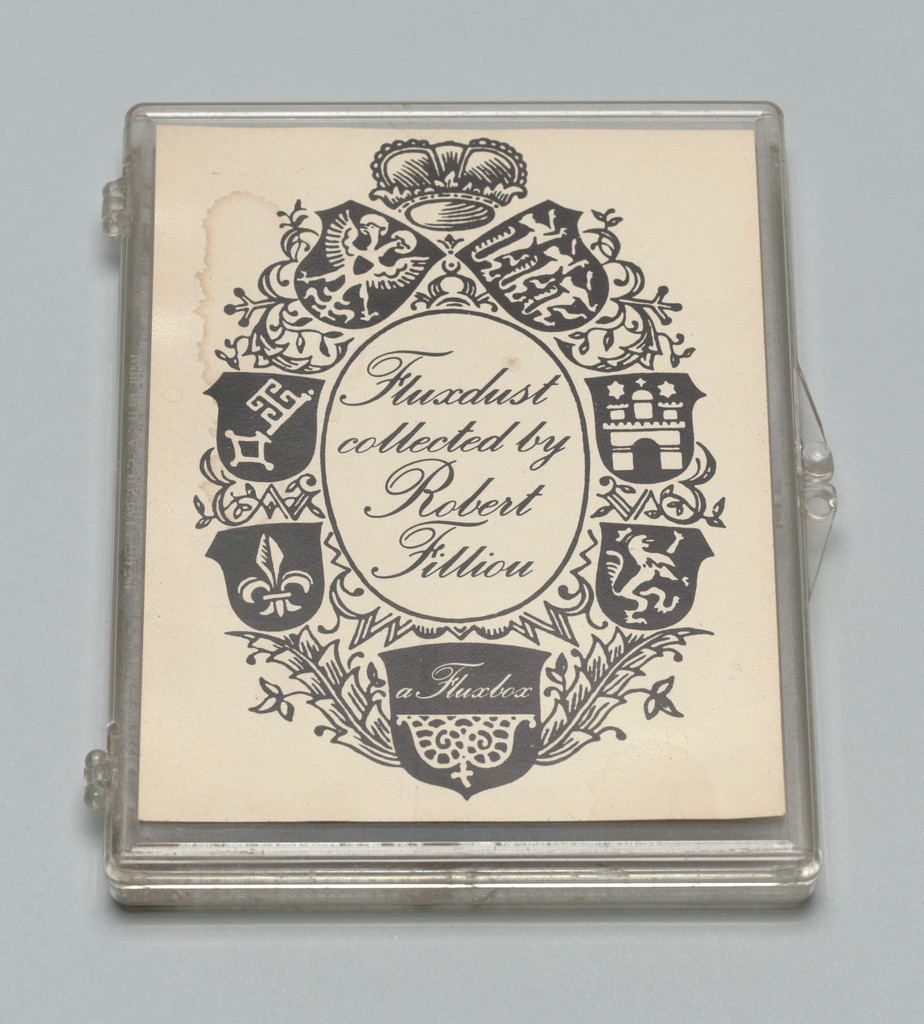 Fluxdust
collected by
Robert
Filliou
a Fluxbox